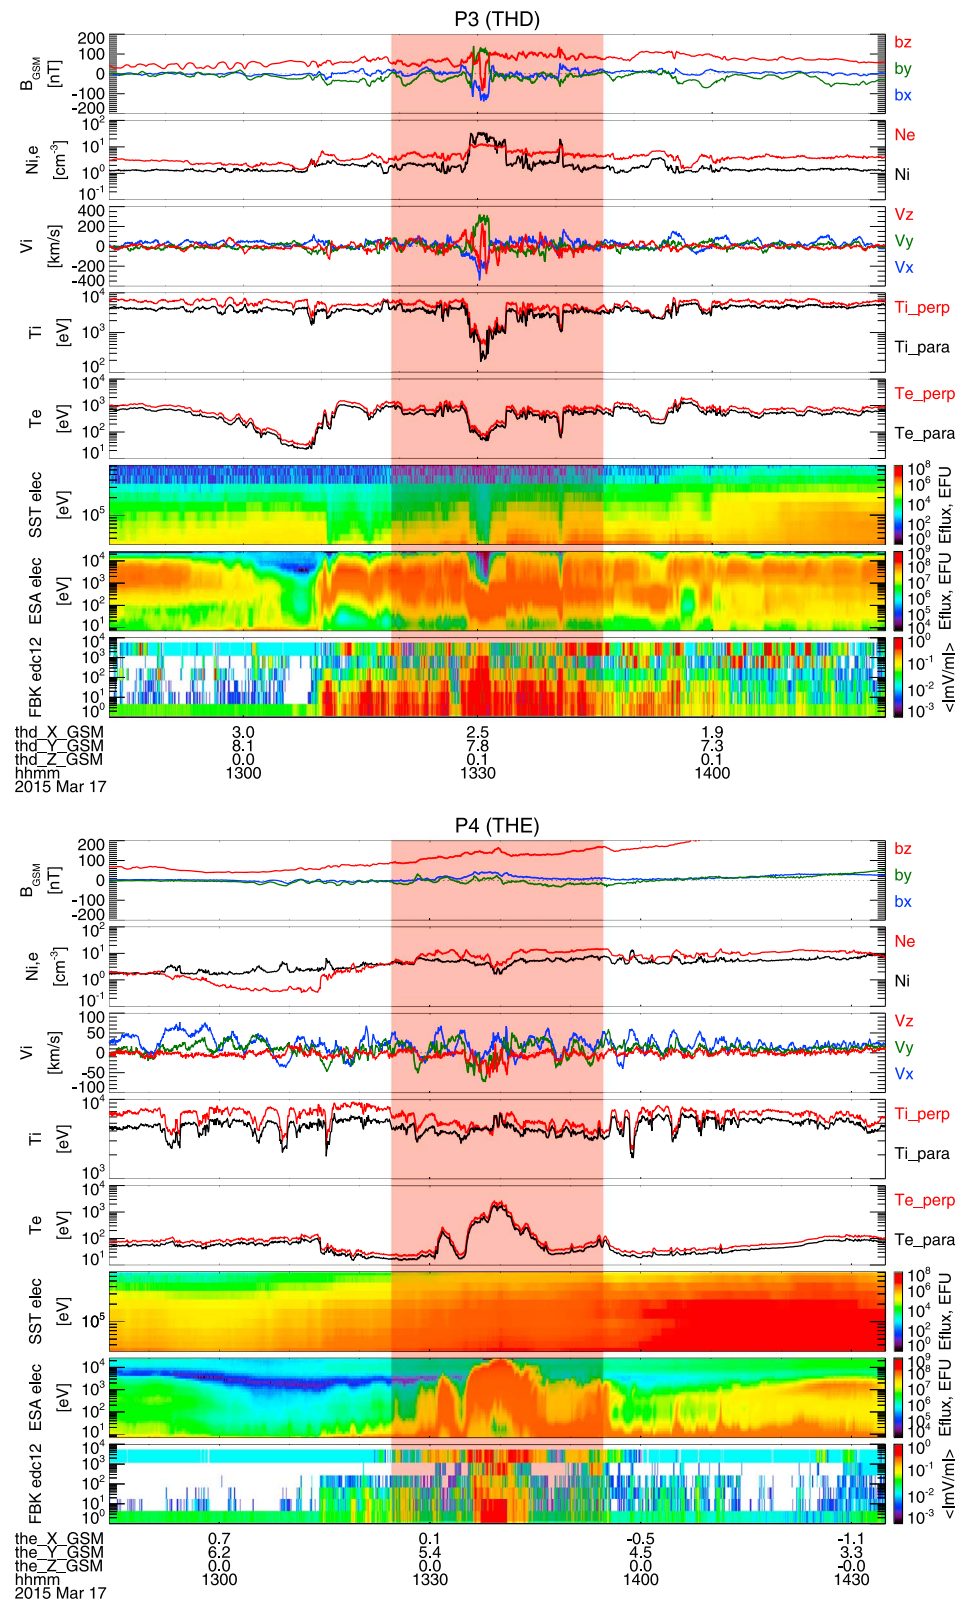 P3 (THD)
B_GSM [nT]
200
100
0
-100
-200
bz
by
bx
Ni,e [cm⁻³]
10²
10¹
10⁰
10⁻¹
Ne
Ni
Vi [km/s]
400
200
0
-200
-400
Vz
Vy
Vx
Ti [eV]
10⁴
10³
10²
Ti_perp
Ti_para
Te [eV]
10⁴
10³
10²
10¹
Te_perp
Te_para
SST elec [eV]
10⁵
10⁸
10⁶
10⁴
10²
10⁰
Eflux, EFU
ESA elec [eV]
10⁴
10³
10²
10¹
10⁹
10⁸
10⁷
10⁶
10⁵
10⁴
Eflux, EFU
FBK edc12
10⁴
10³
10²
10¹
10⁰
10⁰
10⁻¹
10⁻²
10⁻³
<|mV/m|>
thd_X_GSM 3.0 2.5 1.9
thd_Y_GSM 8.1 7.8 7.3
thd_Z_GSM 0.0 0.1 0.1
hhmm 1300 1330 1400
2015 Mar 17
P4 (THE)
B_GSM [nT]
200
100
0
-100
-200
bz
by
bx
Ni,e [cm⁻³]
10²
10¹
10⁰
10⁻¹
Ne
Ni
Vi [km/s]
100
50
0
-50
-100
Vz
Vy
Vx
Ti [eV]
10⁴
10³
Ti_perp
Ti_para
Te [eV]
10⁴
10³
10²
10¹
Te_perp
Te_para
SST elec [eV]
10⁵
10⁸
10⁶
10⁴
10²
10⁰
Eflux, EFU
ESA elec [eV]
10⁴
10³
10²
10¹
10⁹
10⁸
10⁷
10⁶
10⁵
10⁴
Eflux, EFU
FBK edc12
10⁴
10³
10²
10¹
10⁰
10⁰
10⁻¹
10⁻²
10⁻³
<|mV/m|>
the_X_GSM 0.7 0.1 -0.5 -1.1
the_Y_GSM 6.2 5.4 4.5 3.3
the_Z_GSM 0.0 0.0 0.0 -0.0
hhmm 1300 1330 1400 1430
2015 Mar 17